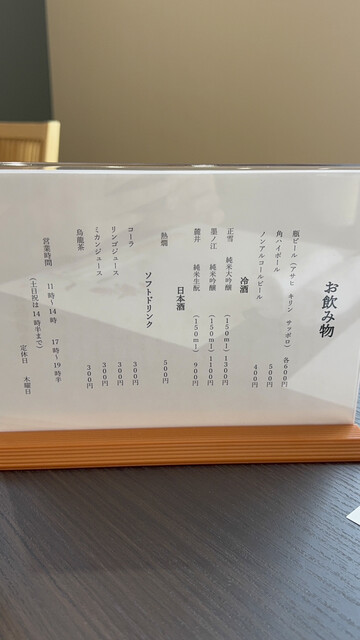 お飲み物
瓶ビール（アサヒ キリン サッポロ） 各600円
角ハイボール 500円
ノンアルコールビール 400円
冷酒
正雪 純米大吟醸 （150ml）1300円
墨ノ江 純米吟醸 （150ml）1100円
麓井 純米生酛 （150ml）900円
日本酒
熱燗 500円
ソフトドリンク
コーラ 300円
リンゴジュース 300円
ミカンジュース 300円
烏龍茶 300円
営業時間 11時〜14時 17時〜19時半
（土日祝は14時半まで） 定休日 木曜日